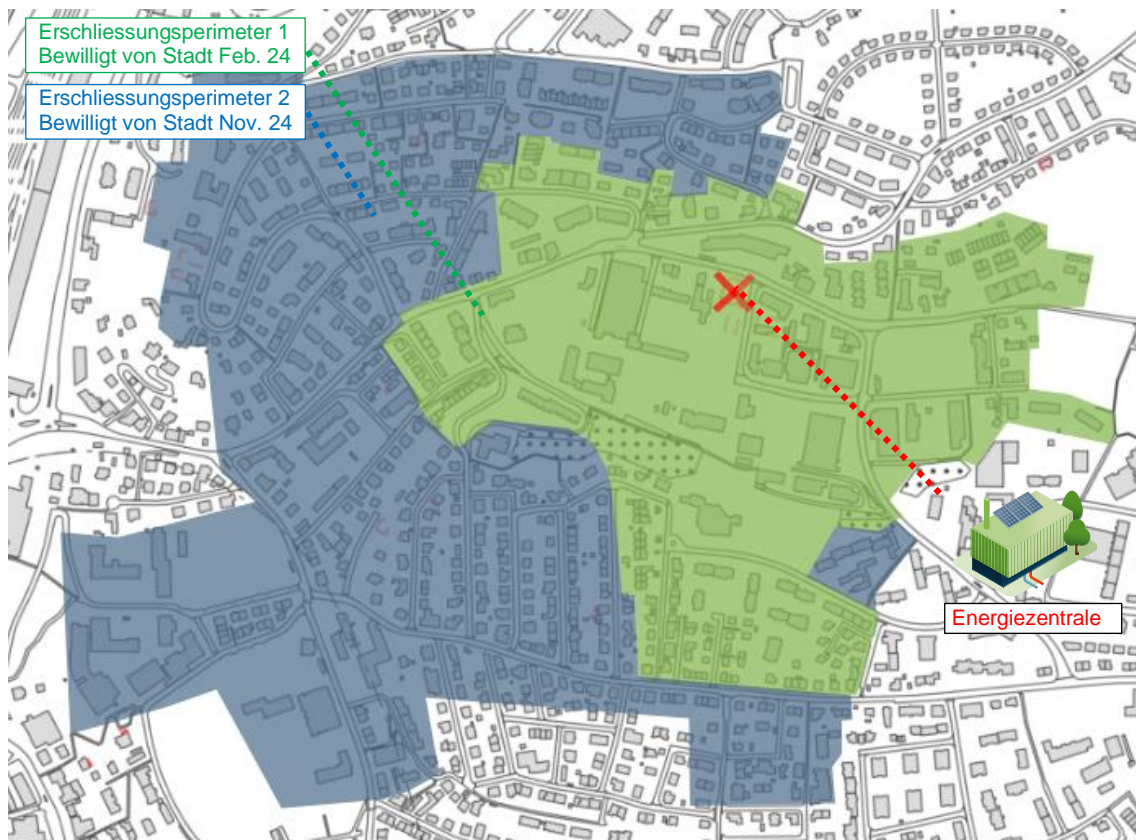 Erschliessungsperimeter 1
Bewilligt von Stadt Feb. 24
Erschliessungsperimeter 2
Bewilligt von Stadt Nov. 24
Energiezentrale